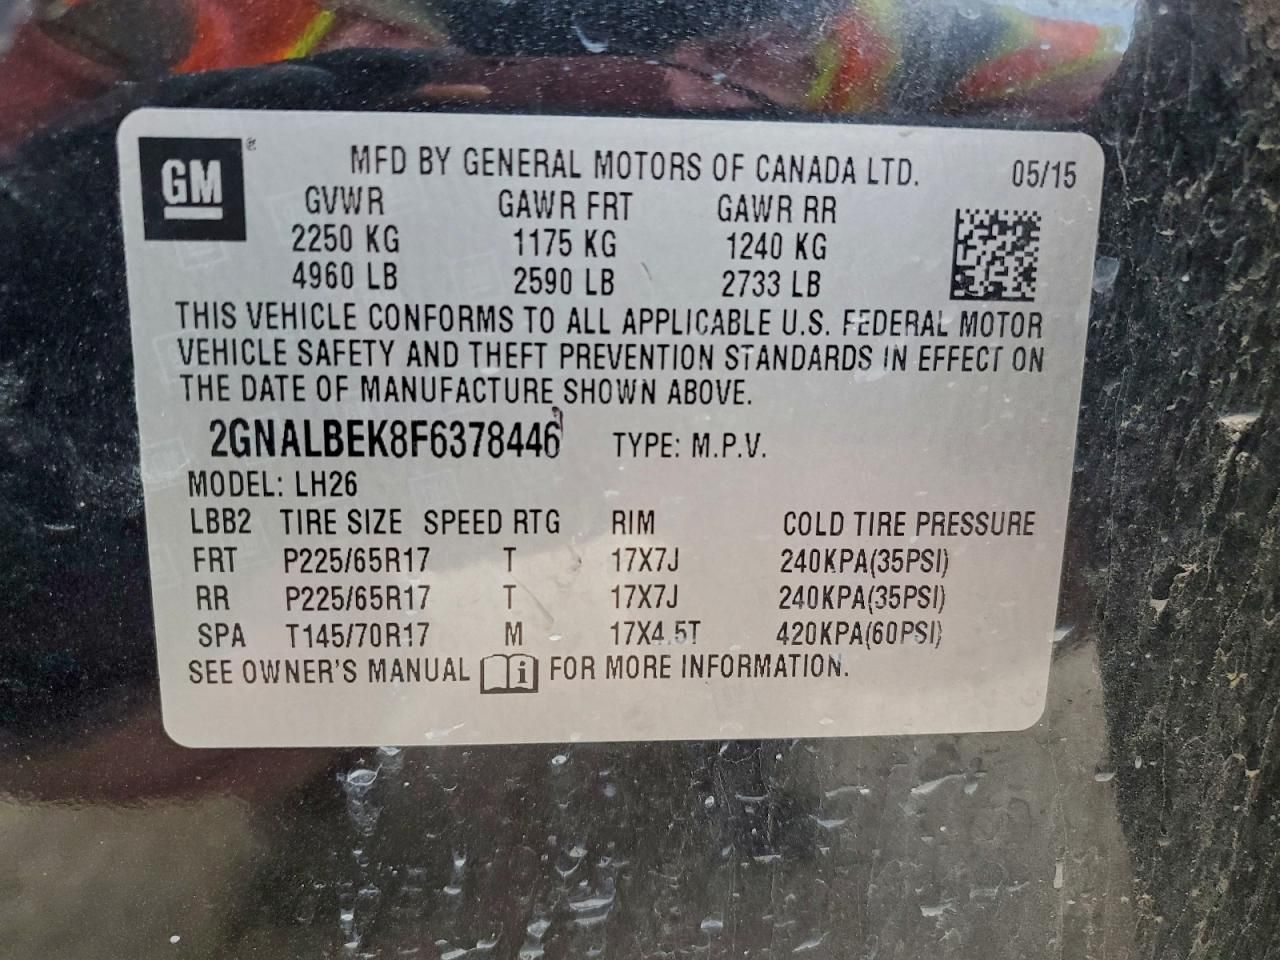 GM®
MFD BY GENERAL MOTORS OF CANADA LTD. 05/15
GVWR GAWR FRT GAWR RR
2250 KG 1175 KG 1240 KG
4960 LB 2590 LB 2733 LB
THIS VEHICLE CONFORMS TO ALL APPLICABLE U.S. FEDERAL MOTOR
VEHICLE SAFETY AND THEFT PREVENTION STANDARDS IN EFFECT ON
THE DATE OF MANUFACTURE SHOWN ABOVE.
2GNALBEK8F6378446 TYPE: M.P.V.
MODEL: LH26
LBB2 TIRE SIZE SPEED RTG RIM COLD TIRE PRESSURE
FRT P225/65R17 T 17X7J 240KPA(35PSI)
RR P225/65R17 T 17X7J 240KPA(35PSI)
SPA T145/70R17 M 17X4.5T 420KPA(60PSI)
SEE OWNER'S MANUAL i FOR MORE INFORMATION.